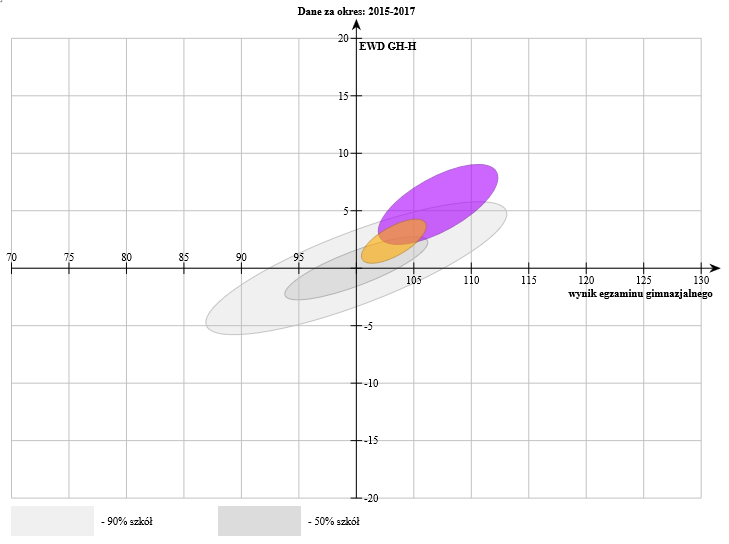 Dane za okres: 2015-2017
20
EWD GH-H
15
10
5
70 75 80 85 90 95 105 110 115 120 125 130
wynik egzaminu gimnazjalnego
-5
-10
-15
-20
- 90% szkół - 50% szkół